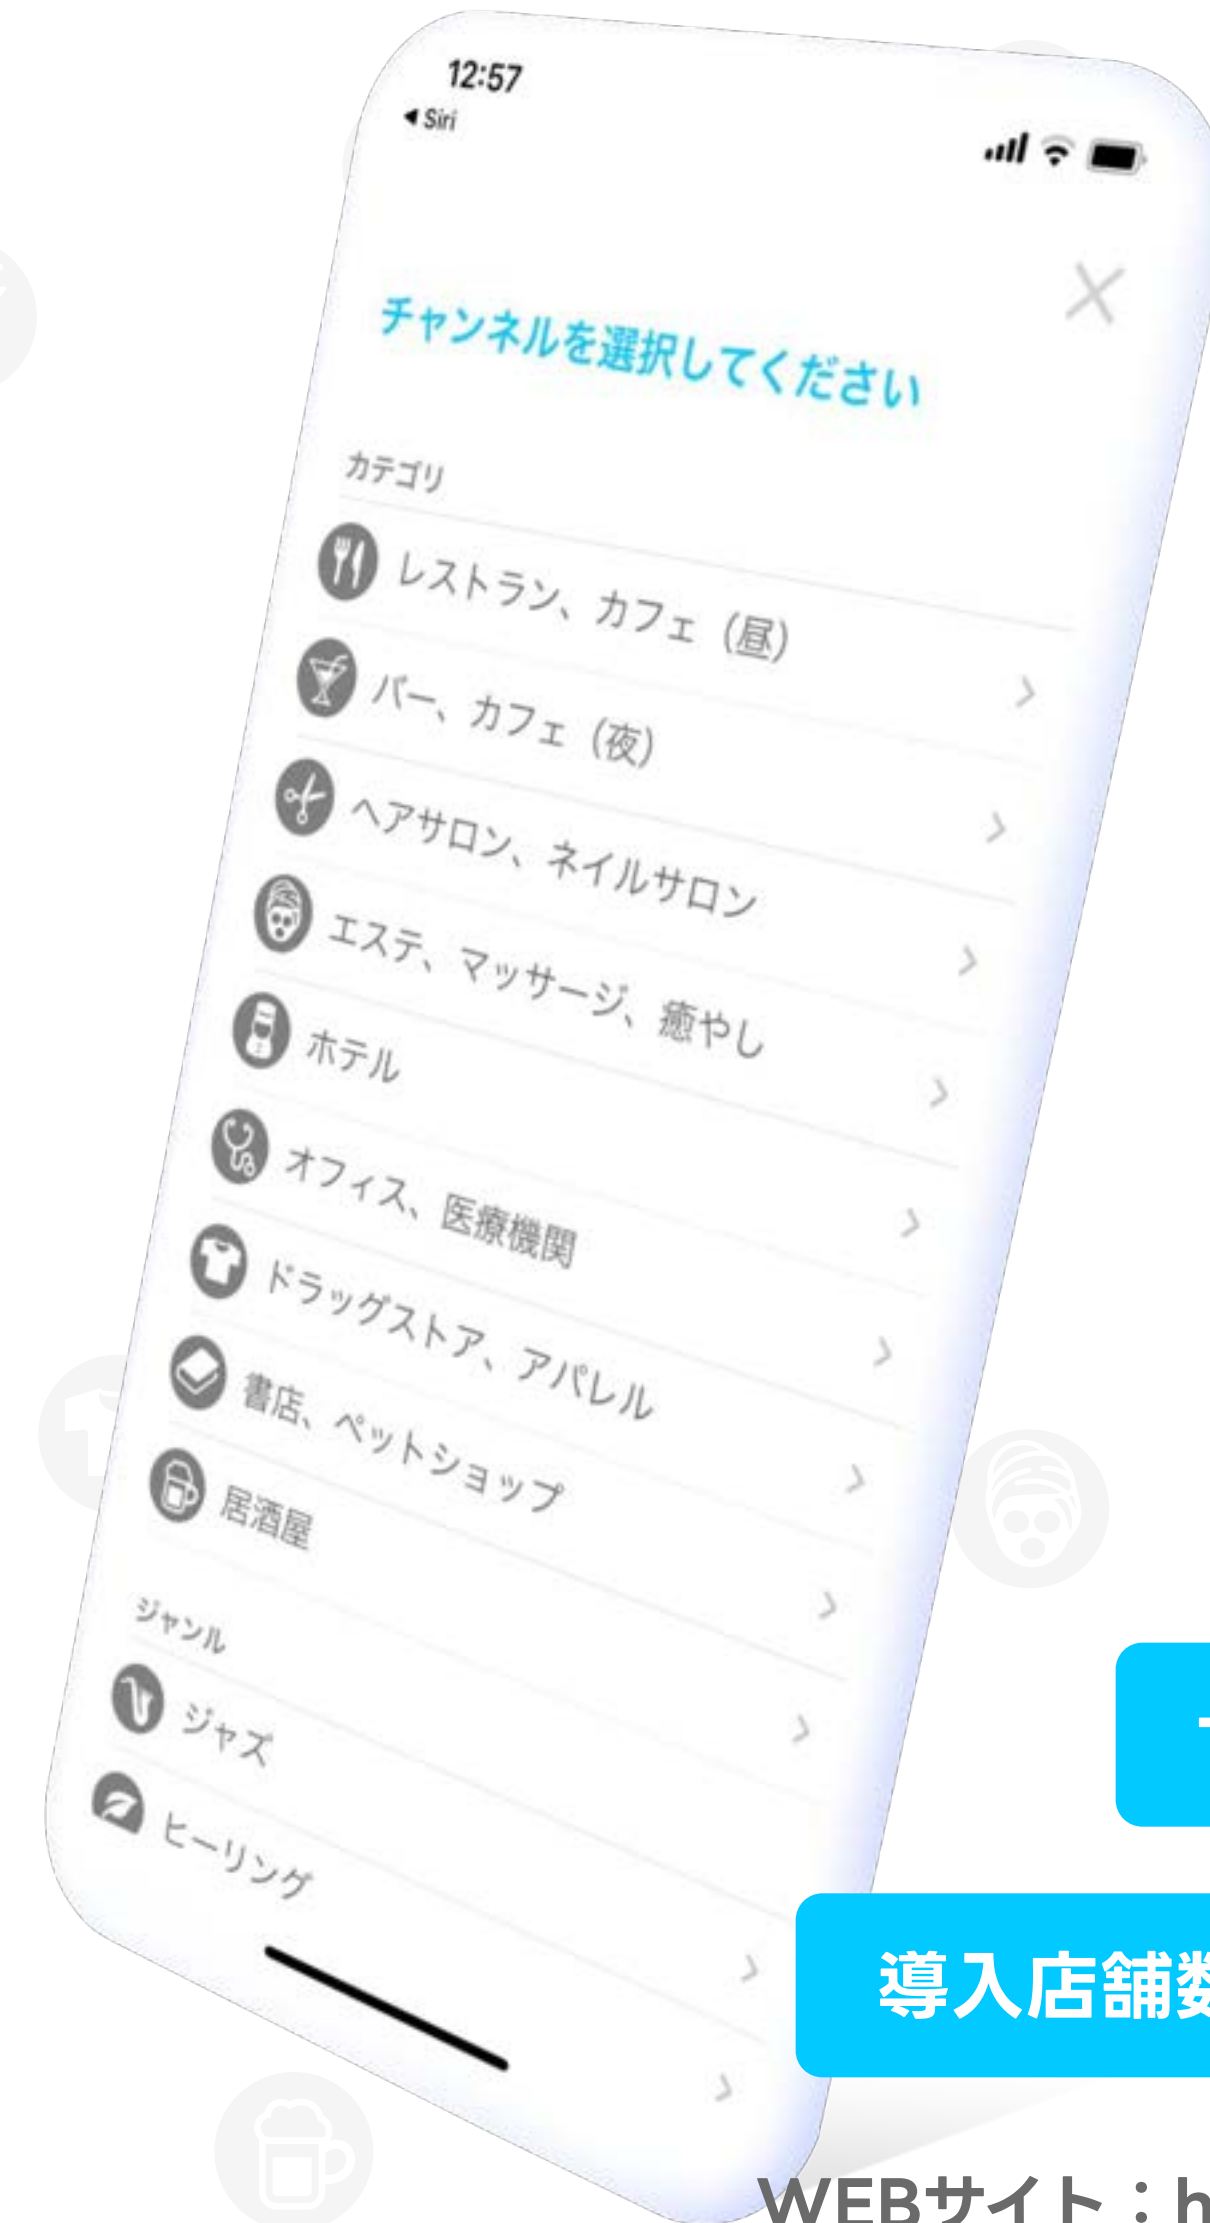 12:57
◀ Siri
チャンネルを選択してください
カテゴリ
レストラン、カフェ（昼）
バー、カフェ（夜）
ヘアサロン、ネイルサロン
エステ、マッサージ、癒やし
ホテル
オフィス、医療機関
ドラッグストア、アパレル
書店、ペットショップ
居酒屋
ジャンル
ジャズ
ヒーリング
導入店舗数
WEBサイト：h